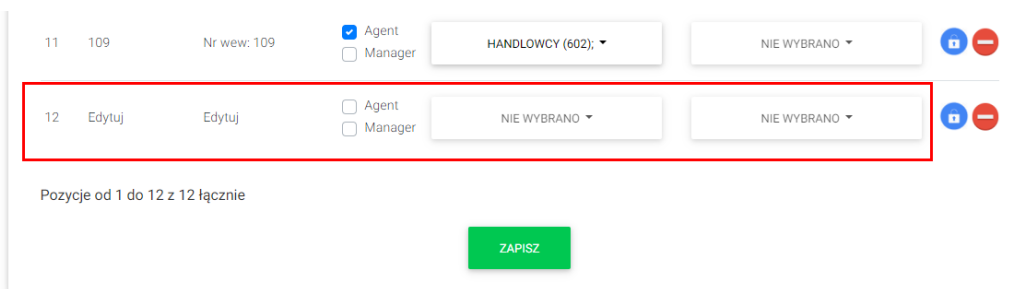 11 109 Nr wew: 109 Agent Manager HANDLOWCY (602); NIE WYBRANO
12 Edytuj Edytuj Agent Manager NIE WYBRANO NIE WYBRANO
Pozycje od 1 do 12 z 12 łącznie
ZAPISZ